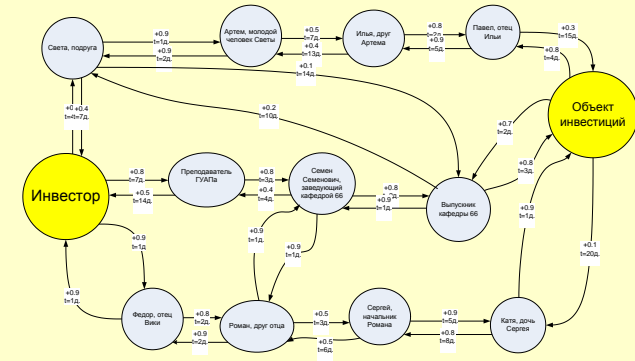 Света, подруга
+0.9
t=1д.
+0.9
t=2д.
Артем, молодой
человек Светы
+0.5
t=7д.
+0.4
t=13д.
Илья, друг
Артема
+0.8
+0.9
t=5д.
Павел, отец
Ильи
+0.3
t=15д.
+0.8
t=4д.
+0.1
t=14д.
Объект
инвестиций
+0.2
t=10д.
+0.7
t=2д.
+0.4
t=7д.
Инвестор
+0.8
t=7д.
+0.5
t=14д.
Преподаватель
ГУАПа
+0.8
t=3д.
+0.4
t=4д.
Семен
Семенович,
заведующий
кафедрой 66
+0.8
+0.9
t=1д.
Выпускник
кафедры 66
+0.8
t=3д.
+0.9
t=1д.
+0.9
t=1д.
+0.9
t=1д.
+0.9
t=1д.
+0.1
t=20д.
+0.9
t=1д.
Федор, отец
Вики
+0.8
t=2д.
+0.9
t=2д.
Роман, друг отца
+0.5
t=3д.
+0.5
t=6д.
Сергей,
начальник
Романа
+0.9
t=5д.
+0.8
t=8д.
Катя, дочь
Сергея